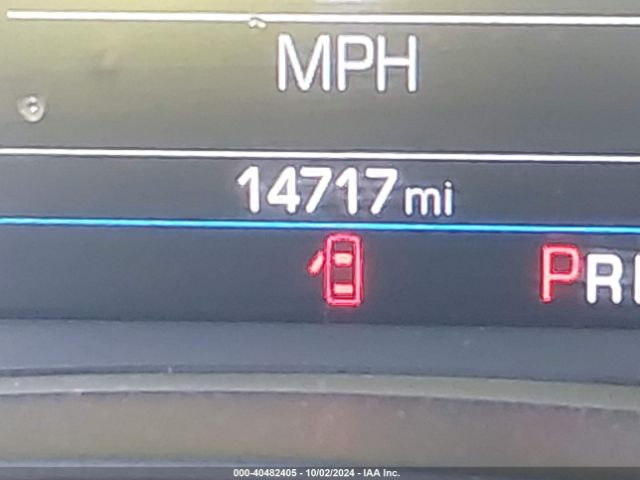 MPH
14717 mi
PR
000-40482405 - 10/02/2024 - IAA Inc.